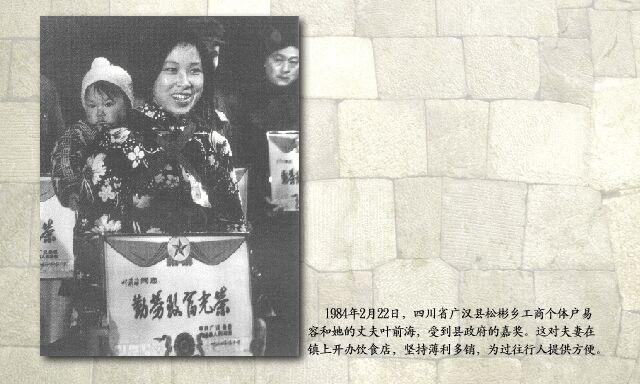 荣
叶前海同志：
勤劳致富光荣
1984年2月22日，四川省广汉县松彬乡工商个体户易
容和她的丈夫叶前海，受到县政府的嘉奖。这对夫妻在
镇上开办饮食店，坚持薄利多销，为过往行人提供方便。